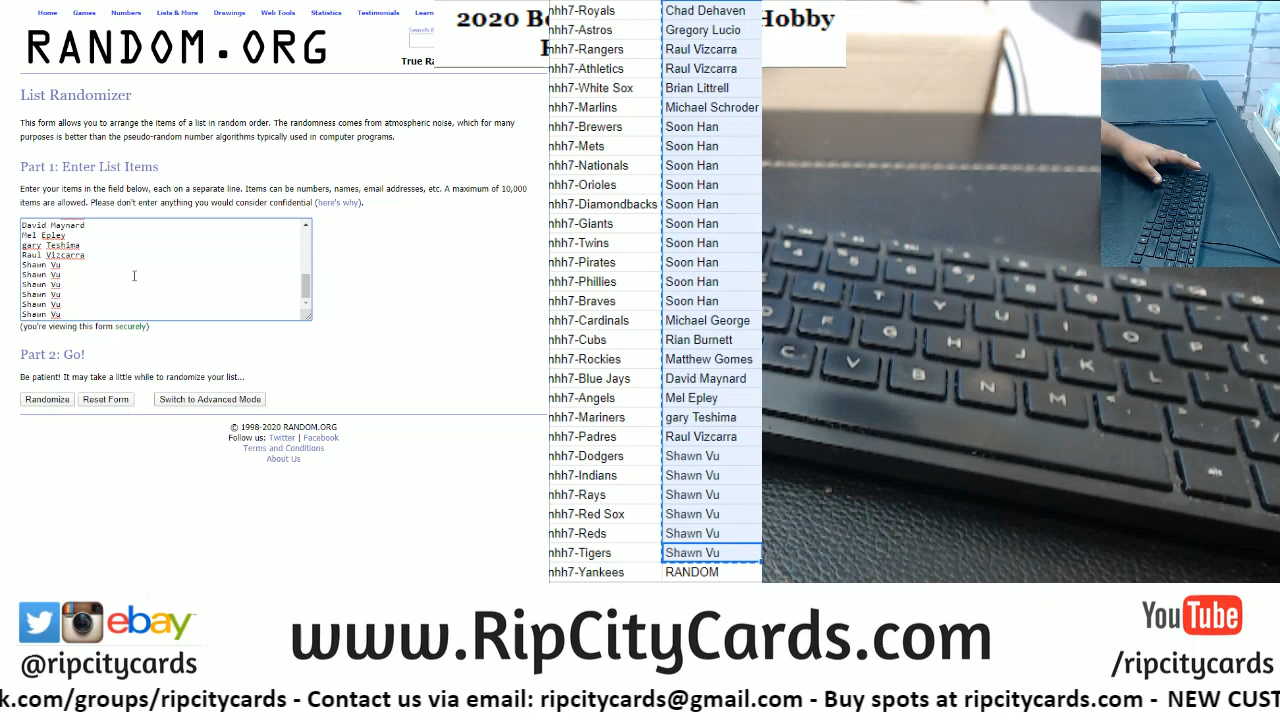 Home Games Numbers Lists & More Drawings Web Tools Statistics Testimonials Learn
RANDOM.ORG
Search
True Ra
2020 Hobby
List Randomizer
This form allows you to arrange the items of a list in random order. The randomness comes from atmospheric noise, which for many
purposes is better than the pseudo-random number algorithms typically used in computer programs.
Part 1: Enter List Items
Enter your items in the field below, each on a separate line. Items can be numbers, names, email addresses, etc. A maximum of 10,000
items are allowed. Please don't enter anything you would consider confidential (here's why).
David Maynard
Mel Epley
gary Teshima
Raul Vizcarra
Shawn Vu
Shawn Vu
Shawn Vu
Shawn Vu
Shawn Vu
Shawn Vu
(you're viewing this form securely)
Part 2: Go!
Be patient! It may take a little while to randomize your list...
Randomize Reset Form Switch to Advanced Mode
© 1998-2020 RANDOM.ORG
Follow us: Twitter | Facebook
Terms and Conditions
About Us
nhh7-Royals Chad Dehaven
nhh7-Astros Gregory Lucio
nhh7-Rangers Raul Vizcarra
nhh7-Athletics Raul Vizcarra
nhh7-White Sox Brian Littrell
nhh7-Marlins Michael Schroder
nhh7-Brewers Soon Han
nhh7-Mets Soon Han
nhh7-Nationals Soon Han
nhh7-Orioles Soon Han
nhh7-Diamondbacks Soon Han
nhh7-Giants Soon Han
nhh7-Twins Soon Han
nhh7-Pirates Soon Han
nhh7-Phillies Soon Han
nhh7-Braves Soon Han
nhh7-Cardinals Michael George
nhh7-Cubs Rian Burnett
nhh7-Rockies Matthew Gomes
nhh7-Blue Jays David Maynard
nhh7-Angels Mel Epley
nhh7-Mariners gary Teshima
nhh7-Padres Raul Vizcarra
nhh7-Dodgers Shawn Vu
nhh7-Indians Shawn Vu
nhh7-Rays Shawn Vu
nhh7-Red Sox Shawn Vu
nhh7-Reds Shawn Vu
nhh7-Tigers Shawn Vu
nhh7-Yankees RANDOM
ebay
@ripcitycards
www.RipCityCards.com
YouTube
/ripcitycards
k.com/groups/ripcitycards - Contact us via email: ripcitycards@gmail.com - Buy spots at ripcitycards.com - NEW CUST